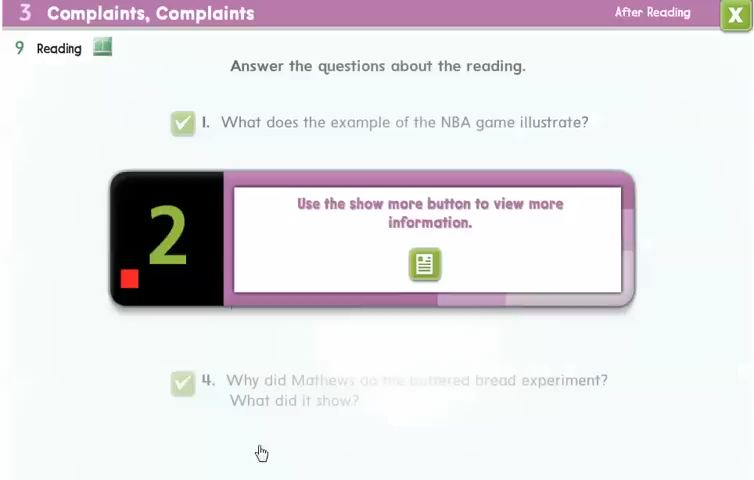 3 Complaints, Complaints
After Reading
X
9 Reading
Answer the questions about the reading.
1. What does the example of the NBA game illustrate?
2
Use the show more button to view more
information.
4. Why did Mathews do the buttered bread experiment?
What did it show?